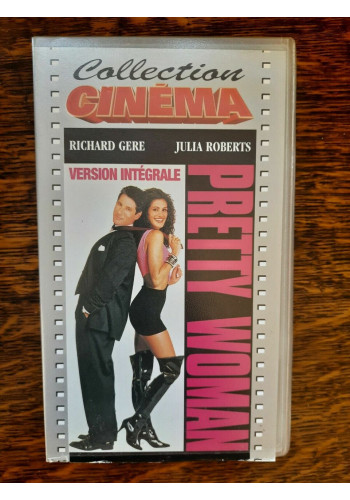 Collection
CINÉMA
RICHARD GERE JULIA ROBERTS
VERSION INTÉGRALE
PRETTY WOMAN